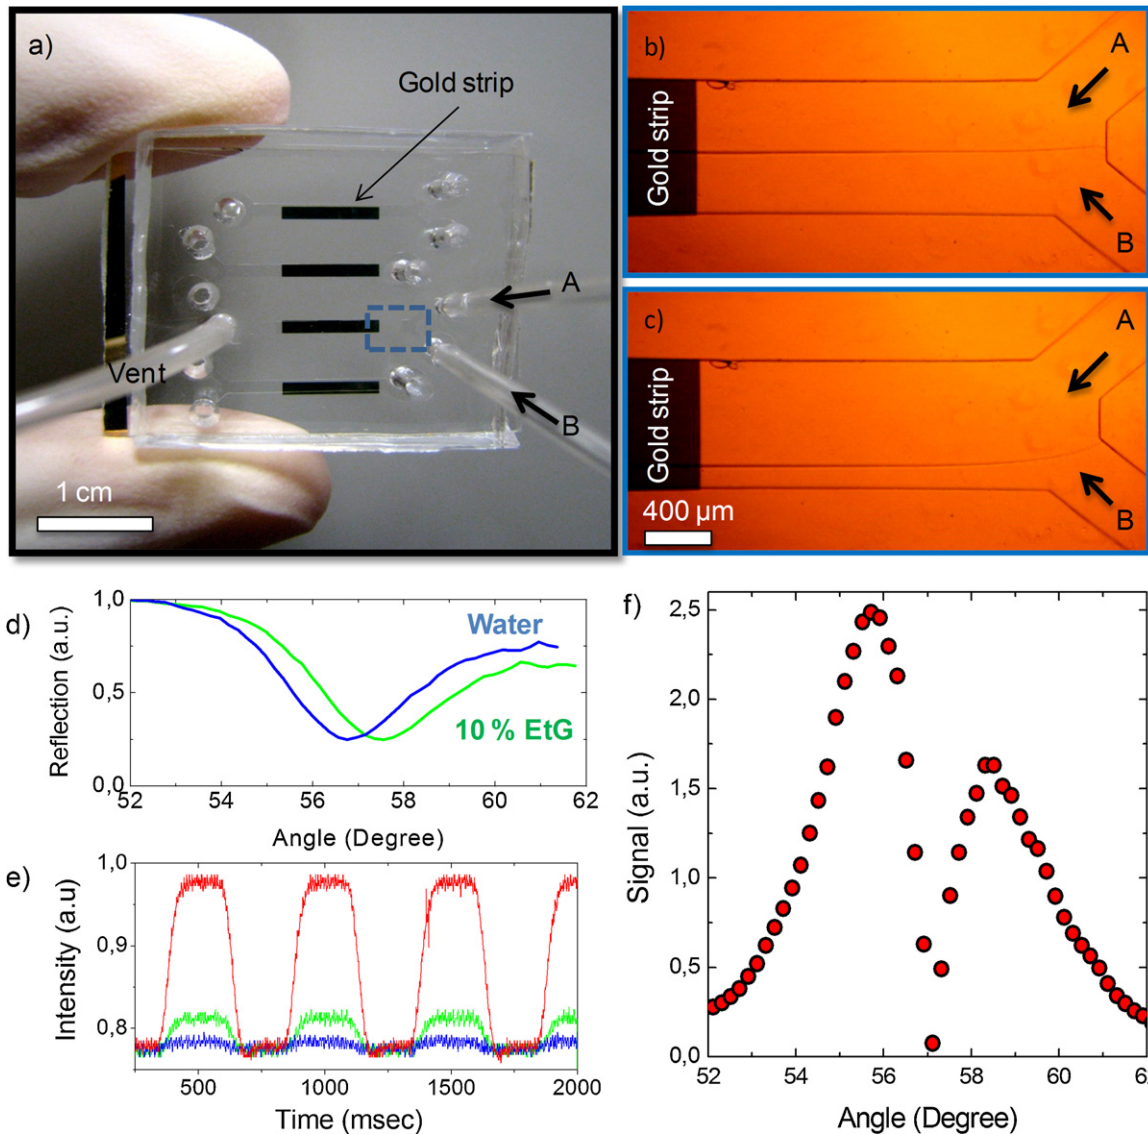 a)
Gold strip
A
Vent
B
1 cm
b)
A
Gold strip
B
c)
A
Gold strip
B
400 μm
d)
1,0
Reflection (a.u.)
0,5
0,0
Water
10 % EtG
52 54 56 58 60 62
Angle (Degree)
e)
1,0
Intensity (a.u)
0,9
0,8
500 1000 1500 2000
Time (msec)
f)
2,5
2,0
Signal (a.u.)
1,5
1,0
0,5
0,0
52 54 56 58 60
Angle (Degree)